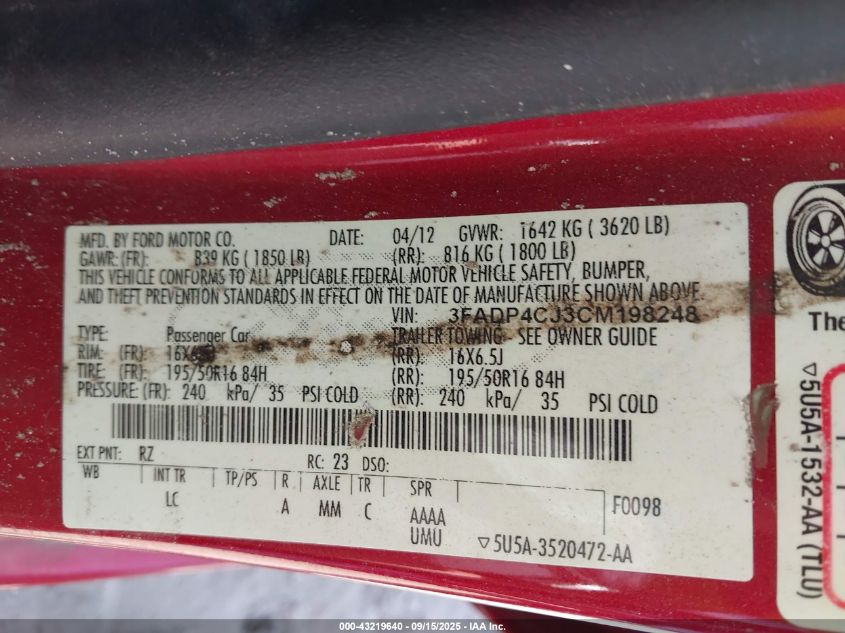 MFD. BY FORD MOTOR CO. DATE: 04/12 GVWR: 1642 KG ( 3620 LB)
GAWR: (FR): 839 KG ( 1850 LB) (RR): 816 KG ( 1800 LB)
THIS VEHICLE CONFORMS TO ALL APPLICABLE FEDERAL MOTOR VEHICLE SAFETY, BUMPER,
AND THEFT PREVENTION STANDARDS IN EFFECT ON THE DATE OF MANUFACTURE SHOWN ABOVE.
VIN: 3FADP4CJ3CM198248
TYPE: Passenger Car TRAILER TOWING- SEE OWNER GUIDE
RIM: (FR) 16X6. (RR): 16X6.5J
TIRE: (FR): 195/50R16 84H (RR): 195/50R16 84H
PRESSURE: (FR): 240 kPa/ 35 PSI COLD (RR): 240 kPa/ 35 PSI COLD
EXT PNT: RZ RC: 23 DSO:
WB INT TR TP/PS R AXLE TR SPR
LC A MM C AAAA F0098
UMU ▽5U5A-3520472-AA
The
▽5U5A-1532-AA (TLU)
000-43219640 - 09/15/2025 - IAA Inc.